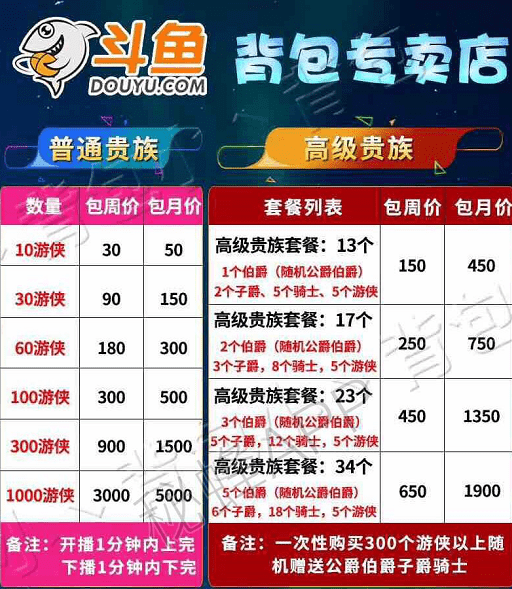 斗鱼
DOUYU.COM
背包专卖店
普通贵族
数量 包周价 包月价
10游侠 30 50
30游侠 90 150
60游侠 180 300
100游侠 300 500
300游侠 900 1500
1000游侠 3000 5000
备注：开播1分钟内上完
下播1分钟内下完
高级贵族
套餐列表 包周价 包月价
高级贵族套餐：13个
1个伯爵（随机公爵伯爵）
2个子爵、5个骑士、5个游侠
150 450
高级贵族套餐：17个
2个伯爵（随机公爵伯爵）
3个子爵，8个骑士，5个游侠
250 750
高级贵族套餐：23个
3个伯爵（随机公爵伯爵）
5个子爵，12个骑士，5个游侠
450 1350
高级贵族套餐：34个
5个伯爵（随机公爵伯爵）
6个子爵，18个骑士，5个游侠
650 1900
备注：一次性购买300个游侠以上随
机赠送公爵伯爵子爵骑士